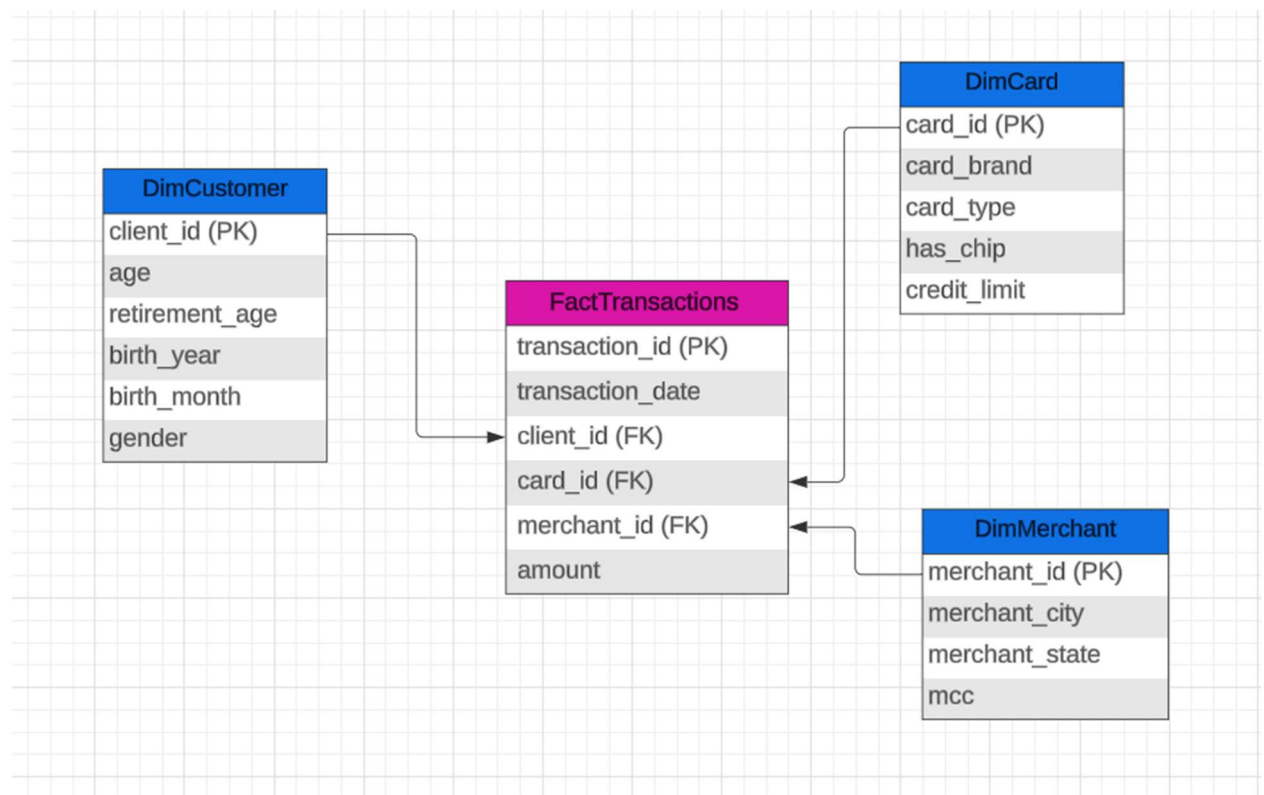 DimCustomer
client_id (PK)
age
retirement_age
birth_year
birth_month
gender
FactTransactions
transaction_id (PK)
transaction_date
client_id (FK)
card_id (FK)
merchant_id (FK)
amount
DimCard
card_id (PK)
card_brand
card_type
has_chip
credit_limit
DimMerchant
merchant_id (PK)
merchant_city
merchant_state
mcc